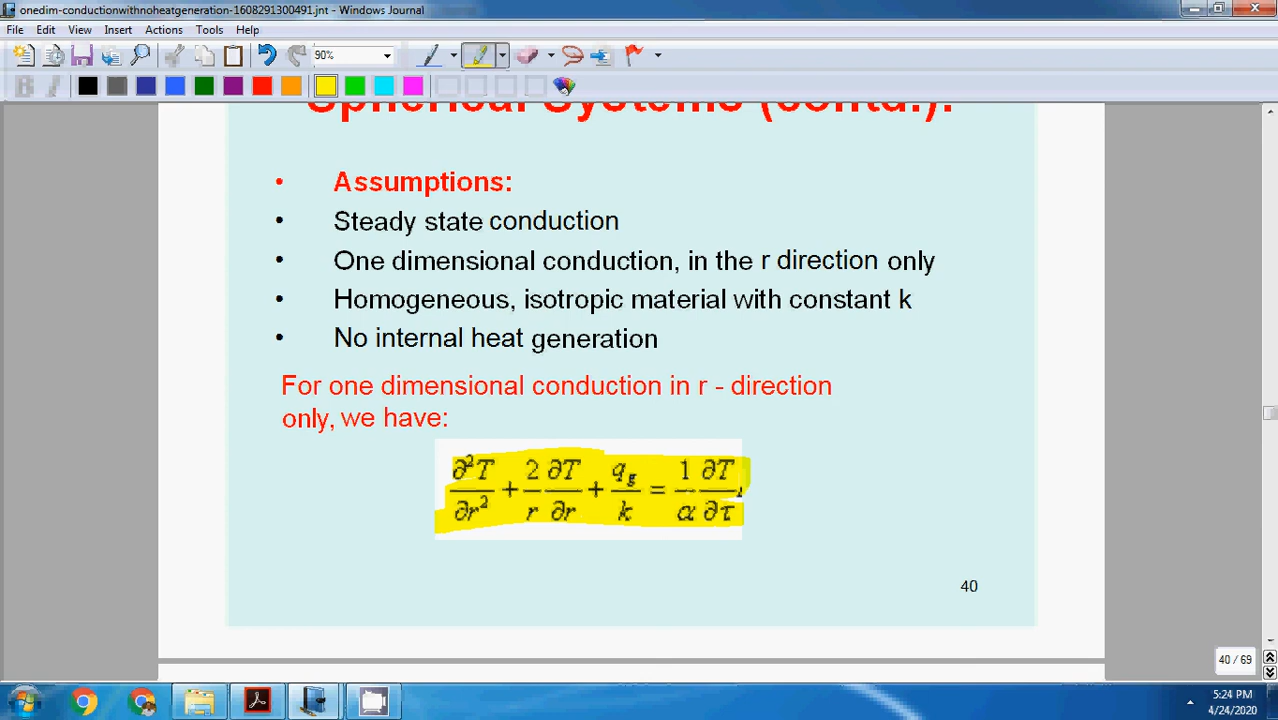 onedim-conductionwithnoheatgeneration-1608291300491.jnt - Windows Journal
File Edit View Insert Actions Tools Help
90%
Spherical Systems (contd.):
• Assumptions:
• Steady state conduction
• One dimensional conduction, in the r direction only
• Homogeneous, isotropic material with constant k
• No internal heat generation
For one dimensional conduction in r - direction
only, we have:
∂²T/∂r² + 2/r ∂T/∂r + q_g/k = 1/α ∂T/∂τ
40
40 / 69
5:24 PM
4/24/2020